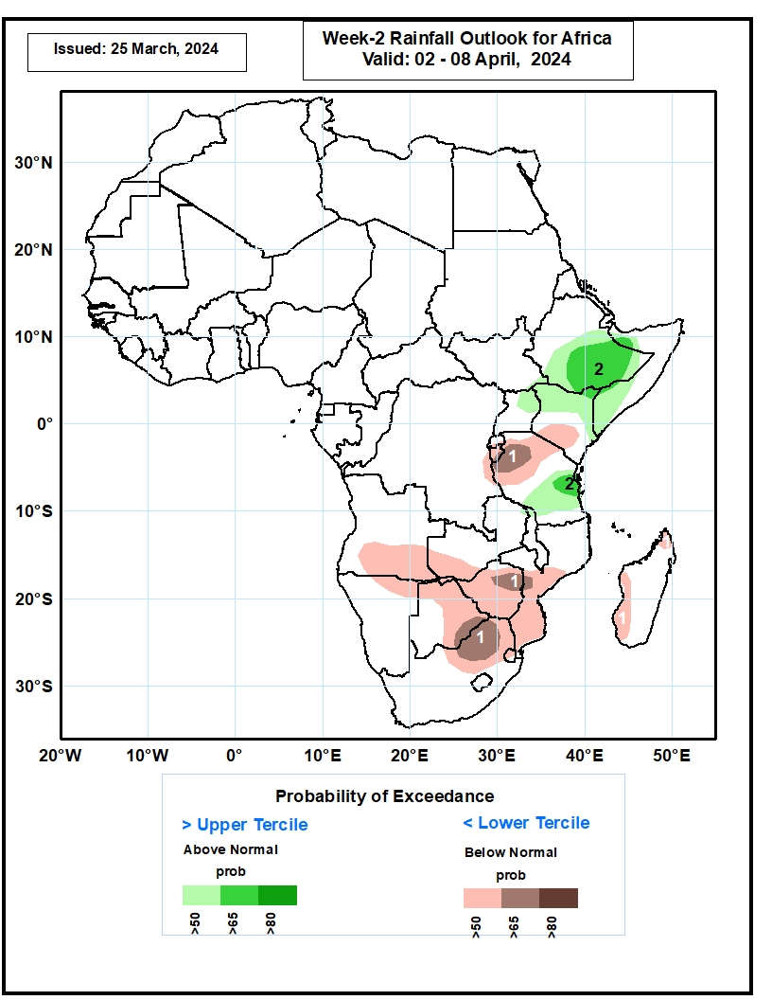 Issued: 25 March, 2024
Week-2 Rainfall Outlook for Africa
Valid: 02 - 08 April, 2024
30°N
20°N
10°N
2
0°
1
2
10°S
1
20°S
1
1
30°S
20°W 10°W 0° 10°E 20°E 30°E 40°E 50°E
Probability of Exceedance
> Upper Tercile < Lower Tercile
Above Normal Below Normal
prob prob
>50 >65 >80 >50 >65 >80